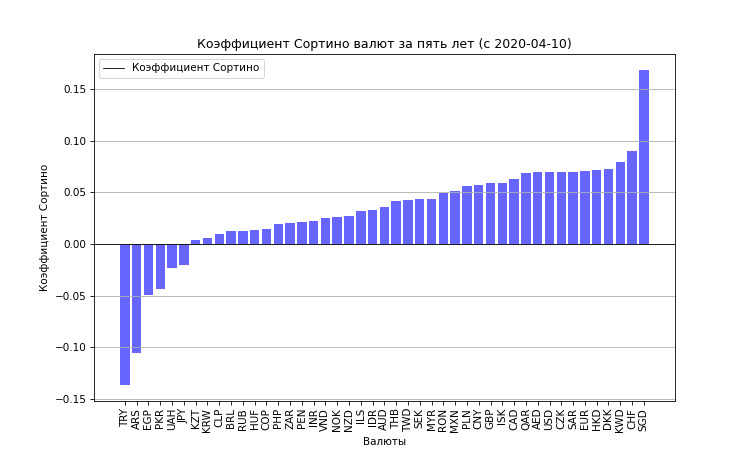 Коэффициент Сортино валют за пять лет (с 2020-04-10)
Коэффициент Сортино
Коэффициент Сортино
0.15
0.10
0.05
0.00
−0.05
−0.10
−0.15
TRY
ARS
EGP
PKR
UAH
JPY
KZT
KRW
CLP
BRL
RUB
HUF
COP
PHP
ZAR
PEN
INR
VND
NOK
NZD
ILS
IDR
AUD
THB
TWD
SEK
MYR
RON
MXN
PLN
CNY
GBP
ISK
CAD
QAR
AED
USD
CZK
SAR
EUR
HKD
DKK
KWD
CHF
SGD
Валюты